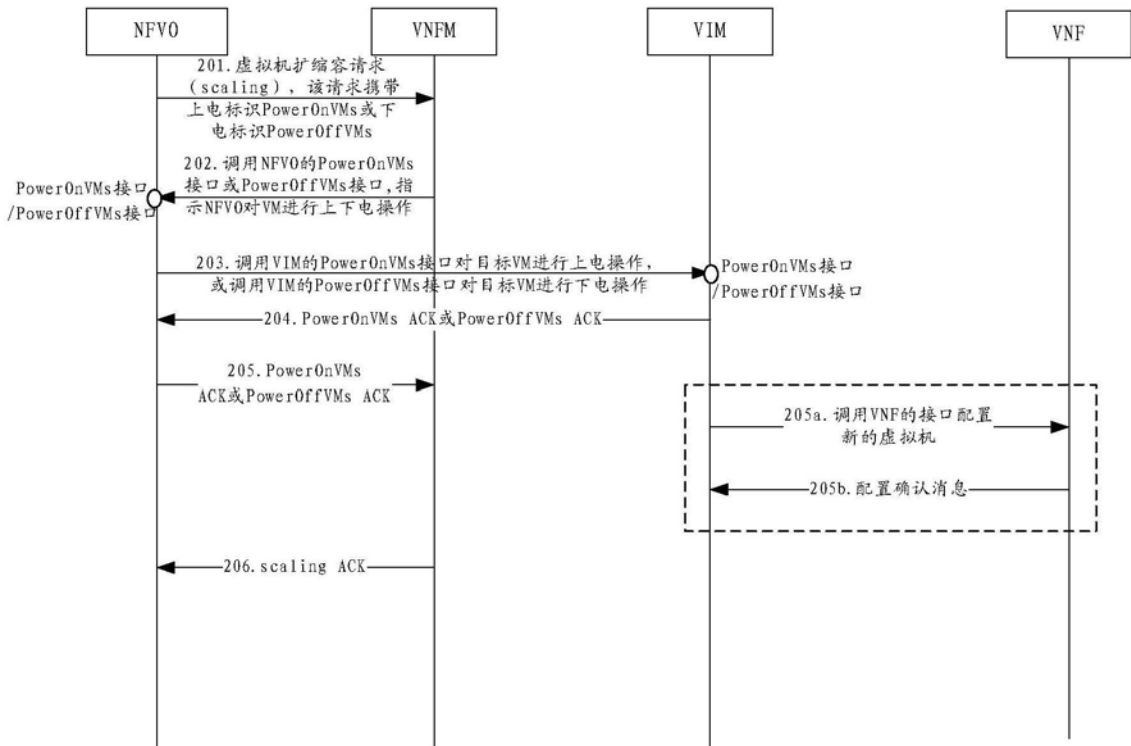 NFVO
VNFM
VIM
VNF
201.虚拟机扩缩容请求
(scaling), 该请求携带
上电标识PowerOnVMs或下
电标识PowerOffVMs
202.调用NFVO的PowerOnVMs
接口或PowerOffVMs接口,指
示NFVO对VM进行上下电操作
PowerOnVMs接口
/PowerOffVMs接口
203.调用VIM的PowerOnVMs接口对目标VM进行上电操作,
或调用VIM的PowerOffVMs接口对目标VM进行下电操作
PowerOnVMs接口
/PowerOffVMs接口
204.PowerOnVMs ACK或PowerOffVMs ACK
205.PowerOnVMs
ACK或PowerOffVMs ACK
205a.调用VNF的接口配置
新的虚拟机
205b.配置确认消息
206.scaling ACK